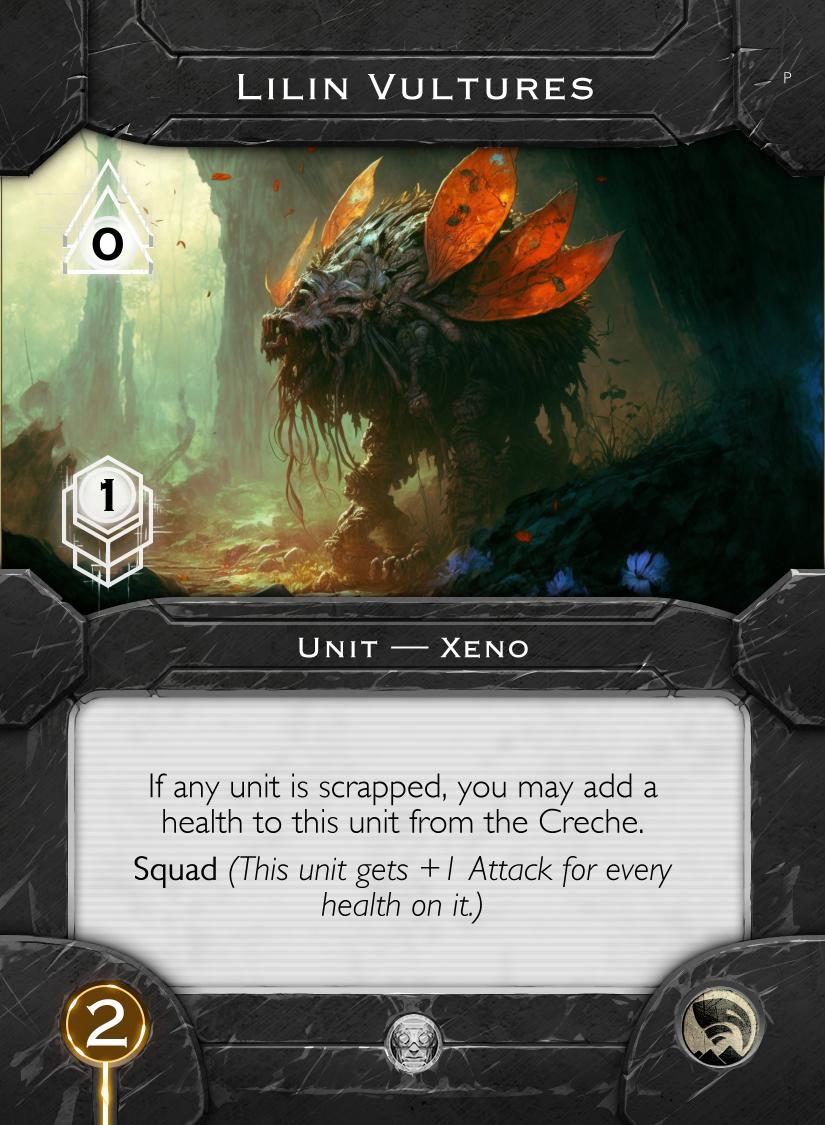 Lilin Vultures
P
0
1
Unit — Xeno
If any unit is scrapped, you may add a
health to this unit from the Creche.
Squad (This unit gets +1 Attack for every
health on it.)
2